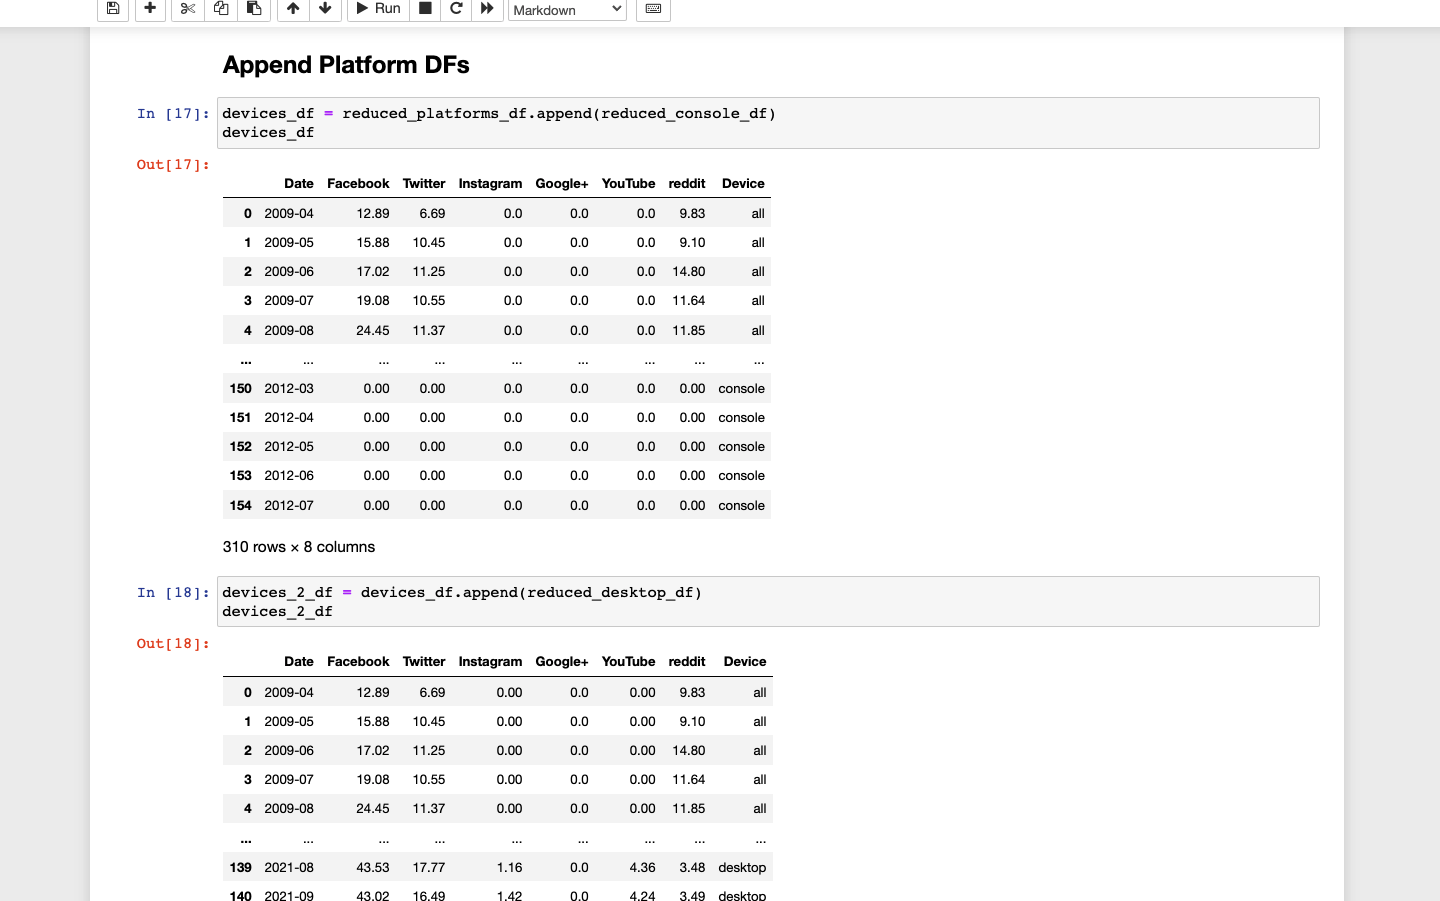 Run
Markdown
Append Platform DFs
In [17]:
devices_df = reduced_platforms_df.append(reduced_console_df)
devices_df
Out[17]:
Date Facebook Twitter Instagram Google+ YouTube reddit Device
0 2009-04 12.89 6.69 0.0 0.0 0.0 9.83 all
1 2009-05 15.88 10.45 0.0 0.0 0.0 9.10 all
2 2009-06 17.02 11.25 0.0 0.0 0.0 14.80 all
3 2009-07 19.08 10.55 0.0 0.0 0.0 11.64 all
4 2009-08 24.45 11.37 0.0 0.0 0.0 11.85 all
... ... ... ... ... ... ... ... ...
150 2012-03 0.00 0.00 0.0 0.0 0.0 0.00 console
151 2012-04 0.00 0.00 0.0 0.0 0.0 0.00 console
152 2012-05 0.00 0.00 0.0 0.0 0.0 0.00 console
153 2012-06 0.00 0.00 0.0 0.0 0.0 0.00 console
154 2012-07 0.00 0.00 0.0 0.0 0.0 0.00 console
310 rows × 8 columns
In [18]:
devices_2_df = devices_df.append(reduced_desktop_df)
devices_2_df
Out[18]:
Date Facebook Twitter Instagram Google+ YouTube reddit Device
0 2009-04 12.89 6.69 0.00 0.0 0.00 9.83 all
1 2009-05 15.88 10.45 0.00 0.0 0.00 9.10 all
2 2009-06 17.02 11.25 0.00 0.0 0.00 14.80 all
3 2009-07 19.08 10.55 0.00 0.0 0.00 11.64 all
4 2009-08 24.45 11.37 0.00 0.0 0.00 11.85 all
... ... ... ... ... ... ... ... ...
139 2021-08 43.53 17.77 1.16 0.0 4.36 3.48 desktop
140 2021-09 43.02 16.49 1.42 0.0 4.24 3.49 desktop